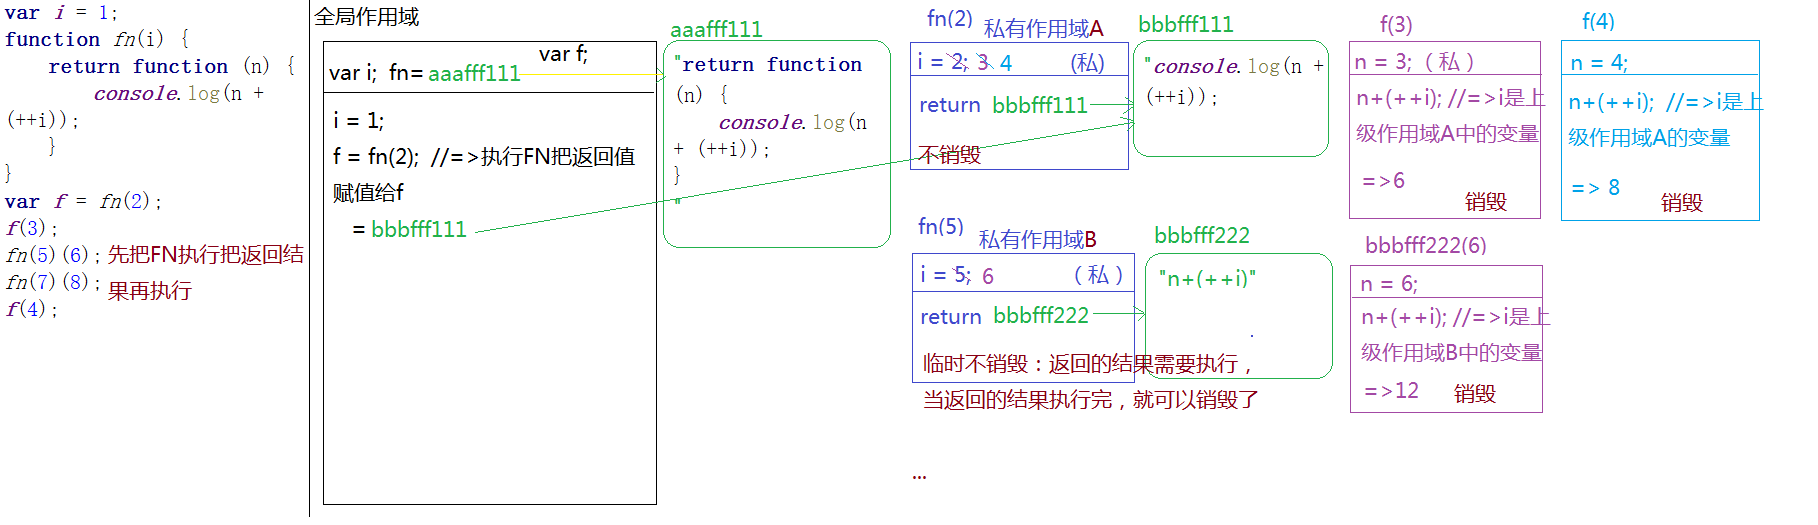 var i = 1;
function fn(i) {
return function (n) {
console.log(n +
(++i));
}
}
var f = fn(2);
f(3);
fn(5)(6); 先把FN执行把返回结
fn(7)(8); 果再执行
f(4);
全局作用域
var f;
var i; fn= aaafff111
i = 1;
f = fn(2); //=>执行FN把返回值
赋值给f
= bbbfff111
aaafff111
"return function
(n) {
console.log(n
+ (++i));
}
"
fn(2) 私有作用域A
i = 2; 3 4 (私)
return bbbfff111
不销毁
bbbfff111
"console.log(n +
(++i));
f(3)
n = 3; (私)
n+(++i); //=>i是上
级作用域A中的变量
=>6 销毁
f(4)
n = 4;
n+(++i); //=>i是上
级作用域A的变量
=> 8 销毁
fn(5) 私有作用域B
i = 5; 6 (私)
return bbbfff222
临时不销毁：返回的结果需要执行，
当返回的结果执行完，就可以销毁了
bbbfff222
"n+(++i)"
bbbfff222(6)
n = 6;
n+(++i); //=>i是上
级作用域B中的变量
=>12 销毁
...